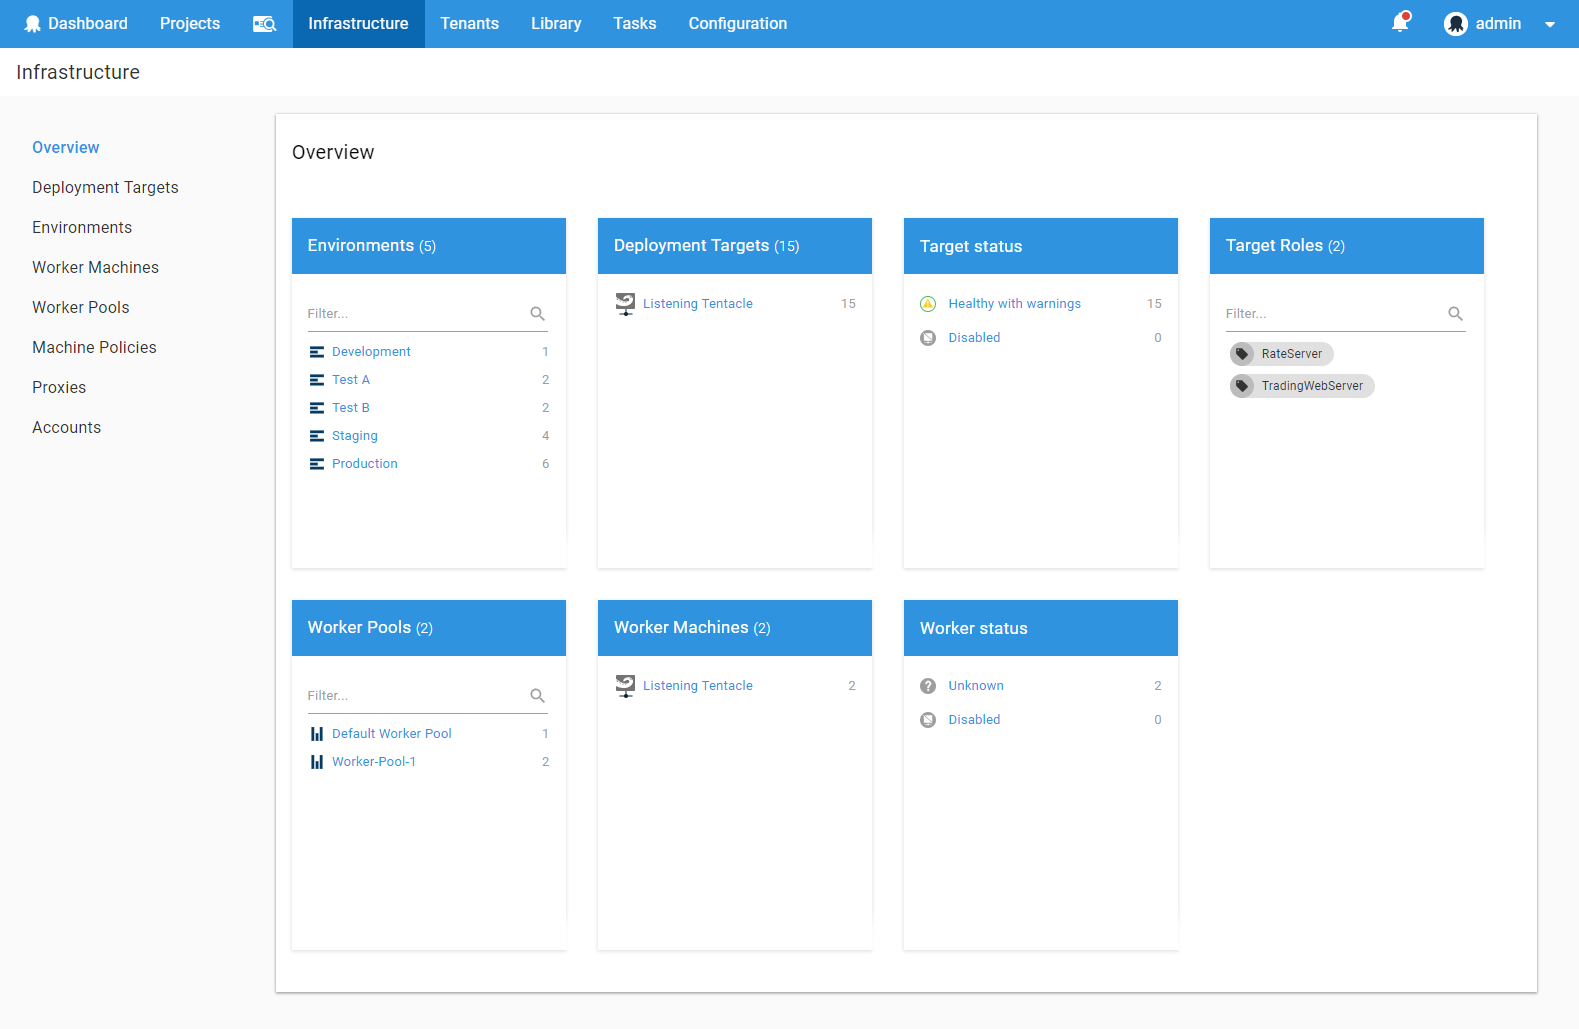 Dashboard Projects Infrastructure Tenants Library Tasks Configuration admin
Infrastructure
Overview
Deployment Targets
Environments
Worker Machines
Worker Pools
Machine Policies
Proxies
Accounts
Overview
Environments (5)
Filter...
Development 1
Test A 2
Test B 2
Staging 4
Production 6
Deployment Targets (15)
Listening Tentacle 15
Target status
Healthy with warnings 15
Disabled 0
Target Roles (2)
Filter...
RateServer
TradingWebServer
Worker Pools (2)
Filter...
Default Worker Pool 1
Worker-Pool-1 2
Worker Machines (2)
Listening Tentacle 2
Worker status
? Unknown 2
Disabled 0